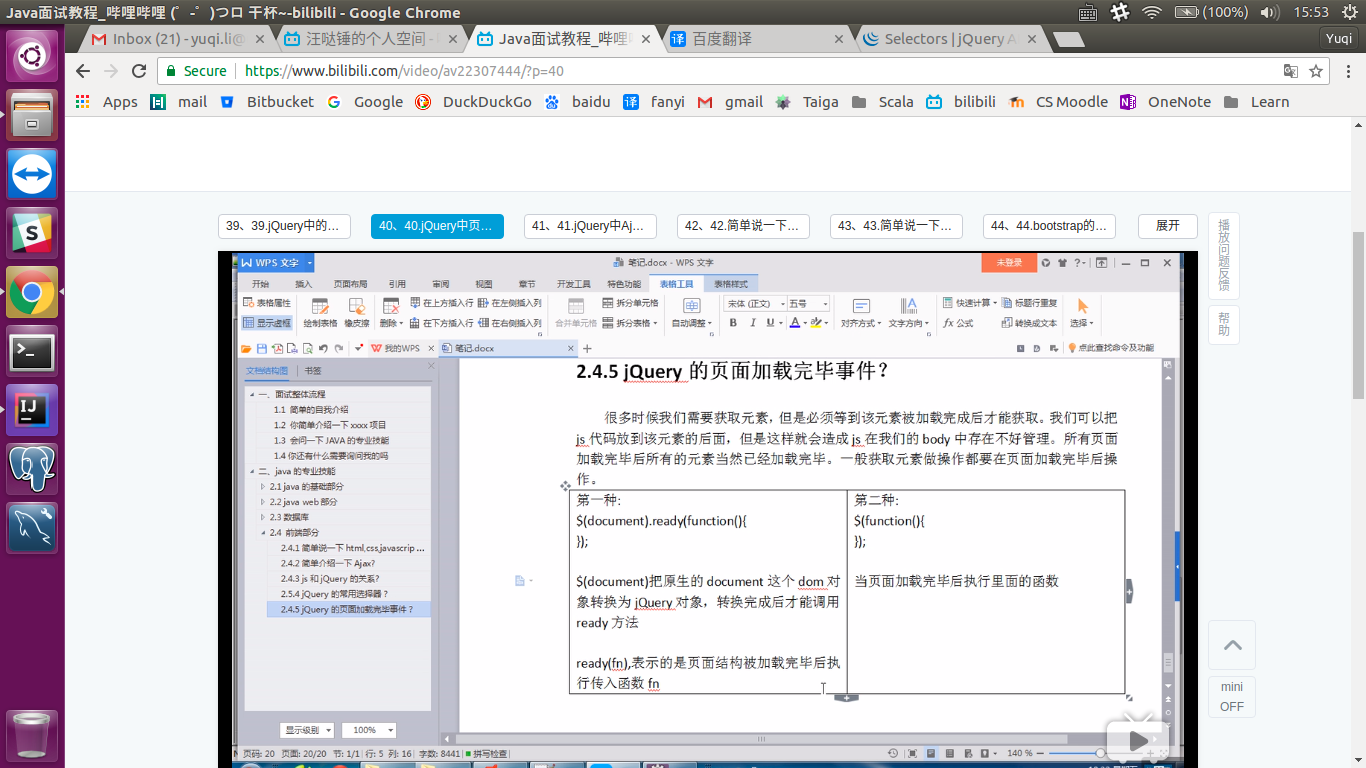 Java面试教程_哔哩哔哩 (゜-゜)つロ 干杯~-bilibili - Google Chrome
(100%)
15:53
Inbox (21) - yuqi.li@
汪哒锤的个人空间 -
Java面试教程_哔哩
百度翻译
Selectors | jQuery A
Yuqi
Secure
https://www.bilibili.com/video/av22307444/?p=40
Apps
mail
Bitbucket
Google
DuckDuckGo
baidu
fanyi
gmail
Taiga
Scala
bilibili
CS Moodle
OneNote
Learn
39、39.jQuery中的…
40、40.jQuery中页…
41、41.jQuery中Aj…
42、42.简单说一下…
43、43.简单说一下…
44、44.bootstrap的…
展开
播放问题反馈
帮助
WPS 文字
笔记.docx - WPS 文字
未登录
开始
插入
页面布局
引用
审阅
视图
章节
开发工具
特色功能
表格工具
表格样式
表格属性
显示虚框
绘制表格
橡皮擦
删除
在上方插入行
在下方插入行
在左侧插入列
在右侧插入列
合并单元格
拆分单元格
拆分表格
自动调整
宋体 (正文)
五号
B I U A
对齐方式
文字方向
快速计算
fx 公式
标题行重复
转换成文本
选择
我的WPS
笔记.docx
点此查找命令及功能
文档结构图
书签
一、面试整体流程
1.1 简单的自我介绍
1.2 你简单介绍一下 xxxx 项目
1.3 会问一下 JAVA 的专业技能
1.4 你还有什么需要询问我的吗
二、java 的专业技能
2.1 java 的基础部分
2.2 java web 部分
2.3 数据库
2.4 前端部分
2.4.1 简单说一下 html,css,javascrip ...
2.4.2 简单介绍一下 Ajax?
2.4.3 js 和 jQuery 的关系?
2.5.4 jQuery 的常用选择器？
2.4.5 jQuery 的页面加载完毕事件？
显示级别
100%
2.4.5 jQuery 的页面加载完毕事件？
很多时候我们需要获取元素，但是必须等到该元素被加载完成后才能获取。我们可以把
js 代码放到该元素的后面，但是这样就会造成 js 在我们的 body 中存在不好管理。所有页面
加载完毕后所有的元素当然已经加载完毕。一般获取元素做操作都要在页面加载完毕后操
作。
第一种:
$(document).ready(function(){
});
$(document)把原生的 document 这个 dom 对
象转换为 jQuery 对象，转换完成后才能调用
ready 方法
ready(fn),表示的是页面结构被加载完毕后执
行传入函数 fn
第二种:
$(function(){
});
当页面加载完毕后执行里面的函数
页码: 20 页面: 20/20 节: 1/1 行: 5 列: 16 字数: 8441 拼写检查
140 %
mini
OFF